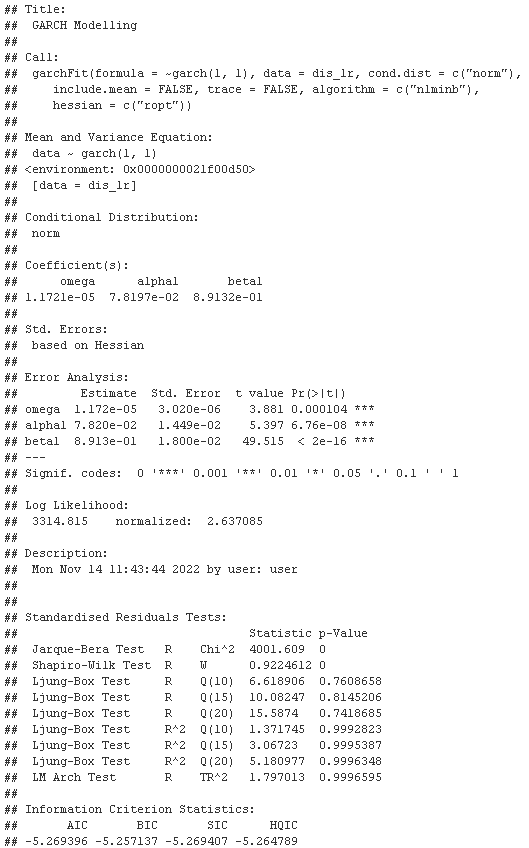 ## Title:
##  GARCH Modelling
##
## Call:
##  garchFit(formula = ~garch(1, 1), data = dis_lr, cond.dist = c("norm"),
##     include.mean = FALSE, trace = FALSE, algorithm = c("nlminb"),
##     hessian = c("ropt"))
##
## Mean and Variance Equation:
##  data ~ garch(1, 1)
## <environment: 0x0000000021f00d50>
##  [data = dis_lr]
##
## Conditional Distribution:
##  norm
##
## Coefficient(s):
##      omega      alpha1       beta1
## 1.1721e-05  7.8197e-02  8.9132e-01
##
## Std. Errors:
##  based on Hessian
##
## Error Analysis:
##         Estimate  Std. Error  t value Pr(>|t|)
## omega  1.172e-05   3.020e-06    3.881 0.000104 ***
## alpha1 7.820e-02   1.449e-02    5.397 6.76e-08 ***
## beta1  8.913e-01   1.800e-02   49.515  < 2e-16 ***
## ---
## Signif. codes:  0 '***' 0.001 '**' 0.01 '*' 0.05 '.' 0.1 ' ' 1
##
## Log Likelihood:
##  3314.815    normalized:  2.637085
##
## Description:
##  Mon Nov 14 11:43:44 2022 by user: user
##
##
## Standardised Residuals Tests:
##                                 Statistic p-Value
##  Jarque-Bera Test   R    Chi^2  4001.609  0
##  Shapiro-Wilk Test  R    W      0.9224612 0
##  Ljung-Box Test     R    Q(10)  6.618906  0.7608658
##  Ljung-Box Test     R    Q(15)  10.08247  0.8145206
##  Ljung-Box Test     R    Q(20)  15.5874   0.7418685
##  Ljung-Box Test     R^2  Q(10)  1.371745  0.9992823
##  Ljung-Box Test     R^2  Q(15)  3.06723   0.9995387
##  Ljung-Box Test     R^2  Q(20)  5.180977  0.9996348
##  LM Arch Test       R    TR^2   1.797013  0.9996595
##
## Information Criterion Statistics:
##       AIC       BIC       SIC      HQIC
## -5.269396 -5.257137 -5.269407 -5.264789